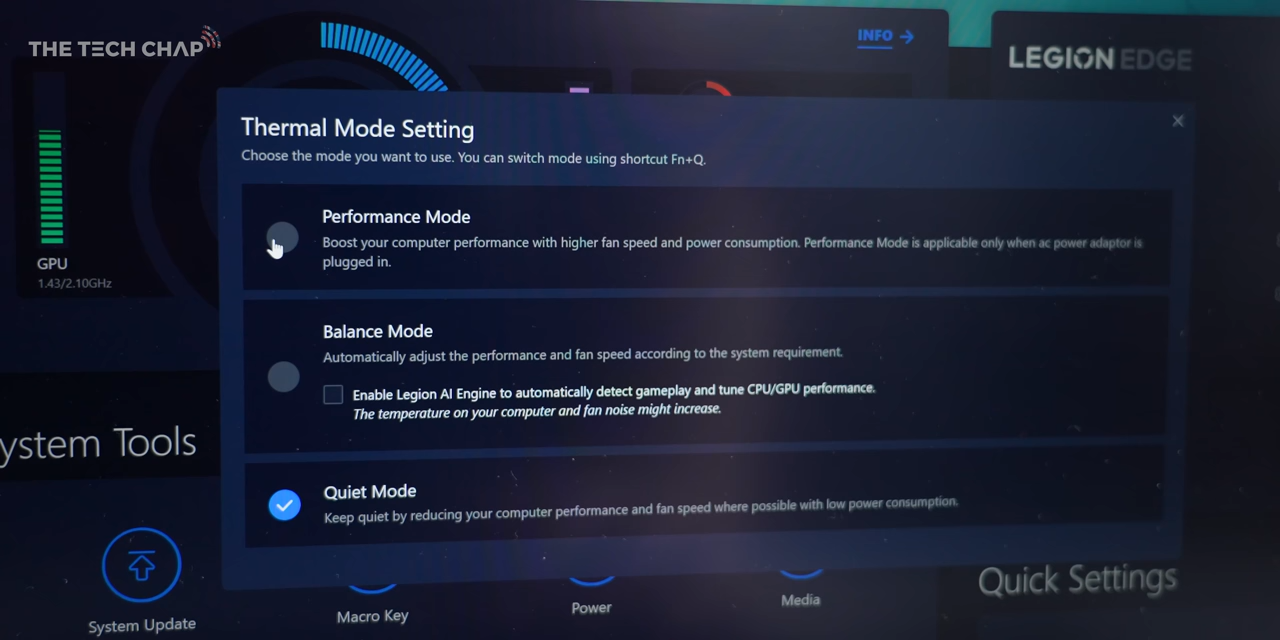 THE TECH CHAP
INFO
LEGION EDGE
Thermal Mode Setting
Choose the mode you want to use. You can switch mode using shortcut Fn+Q.
Performance Mode
Boost your computer performance with higher fan speed and power consumption. Performance Mode is applicable only when ac power adaptor is
plugged in.
GPU
1.43/2.10GHz
Balance Mode
Automatically adjust the performance and fan speed according to the system requirement.
Enable Legion AI Engine to automatically detect gameplay and tune CPU/GPU performance.
The temperature on your computer and fan noise might increase.
ystem Tools
Quiet Mode
Keep quiet by reducing your computer performance and fan speed where possible with low power consumption.
Quick Settings
System Update
Macro Key
Power
Media